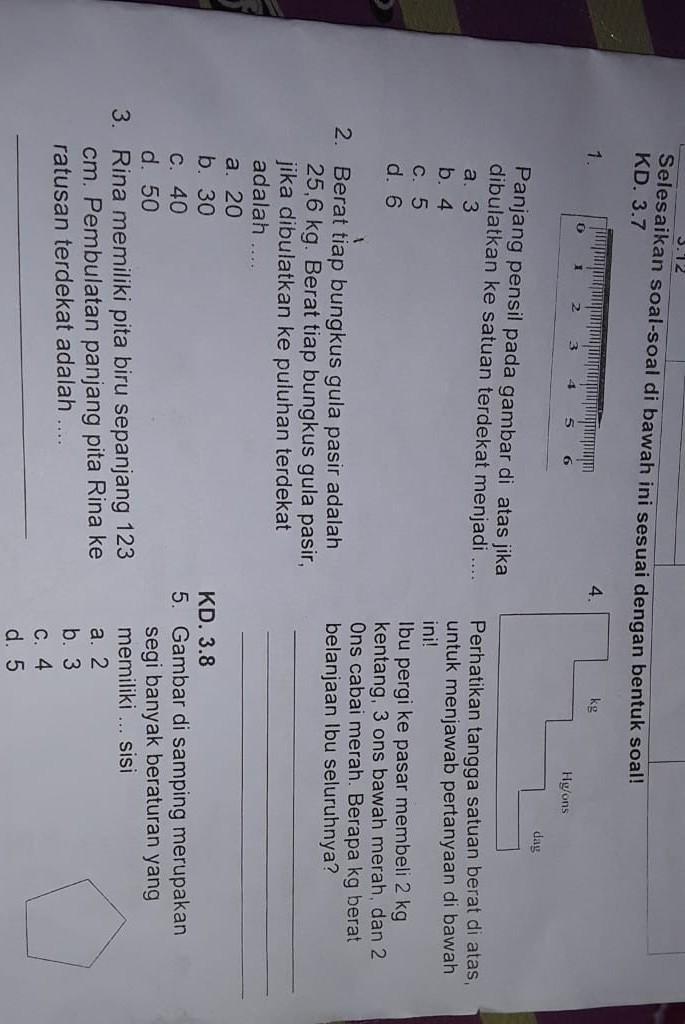 3.12
Selesaikan soal-soal di bawah ini sesuai dengan bentuk soal!
KD. 3.7
1.
0 1 2 3 4 5 6
Panjang pensil pada gambar di atas jika
dibulatkan ke satuan terdekat menjadi ....
a. 3
b. 4
c. 5
d. 6
2. Berat tiap bungkus gula pasir adalah
25,6 kg. Berat tiap bungkus gula pasir,
jika dibulatkan ke puluhan terdekat
adalah ....
a. 20
b. 30
c. 40
d. 50
3. Rina memiliki pita biru sepanjang 123
cm. Pembulatan panjang pita Rina ke
ratusan terdekat adalah ....
4.
kg
Hg/ons
dag
Perhatikan tangga satuan berat di atas,
untuk menjawab pertanyaan di bawah
ini!
Ibu pergi ke pasar membeli 2 kg
kentang, 3 ons bawah merah, dan 2
Ons cabai merah. Berapa kg berat
belanjaan Ibu seluruhnya?
KD. 3.8
5. Gambar di samping merupakan
segi banyak beraturan yang
memiliki ... sisi
a. 2
b. 3
c. 4
d. 5